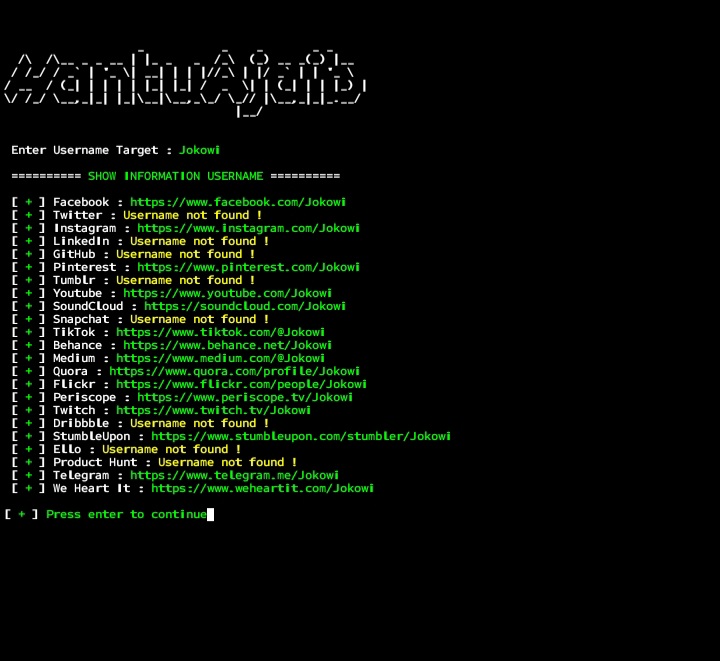 Enter Username Target : Jokowi
========== SHOW INFORMATION USERNAME ==========
[ + ] Facebook : https://www.facebook.com/Jokowi
[ + ] Twitter : Username not found !
[ + ] Instagram : https://www.instagram.com/Jokowi
[ + ] LinkedIn : Username not found !
[ + ] GitHub : Username not found !
[ + ] Pinterest : https://www.pinterest.com/Jokowi
[ + ] Tumblr : Username not found !
[ + ] Youtube : https://www.youtube.com/Jokowi
[ + ] SoundCloud : https://soundcloud.com/Jokowi
[ + ] Snapchat : Username not found !
[ + ] TikTok : https://www.tiktok.com/@Jokowi
[ + ] Behance : https://www.behance.net/Jokowi
[ + ] Medium : https://www.medium.com/@Jokowi
[ + ] Quora : https://www.quora.com/profile/Jokowi
[ + ] Flickr : https://www.flickr.com/people/Jokowi
[ + ] Periscope : https://www.periscope.tv/Jokowi
[ + ] Twitch : https://www.twitch.tv/Jokowi
[ + ] Dribbble : Username not found !
[ + ] StumbleUpon : https://www.stumbleupon.com/stumbler/Jokowi
[ + ] Ello : Username not found !
[ + ] Product Hunt : Username not found !
[ + ] Telegram : https://www.telegram.me/Jokowi
[ + ] We Heart It : https://www.weheartit.com/Jokowi
[ + ] Press enter to continue